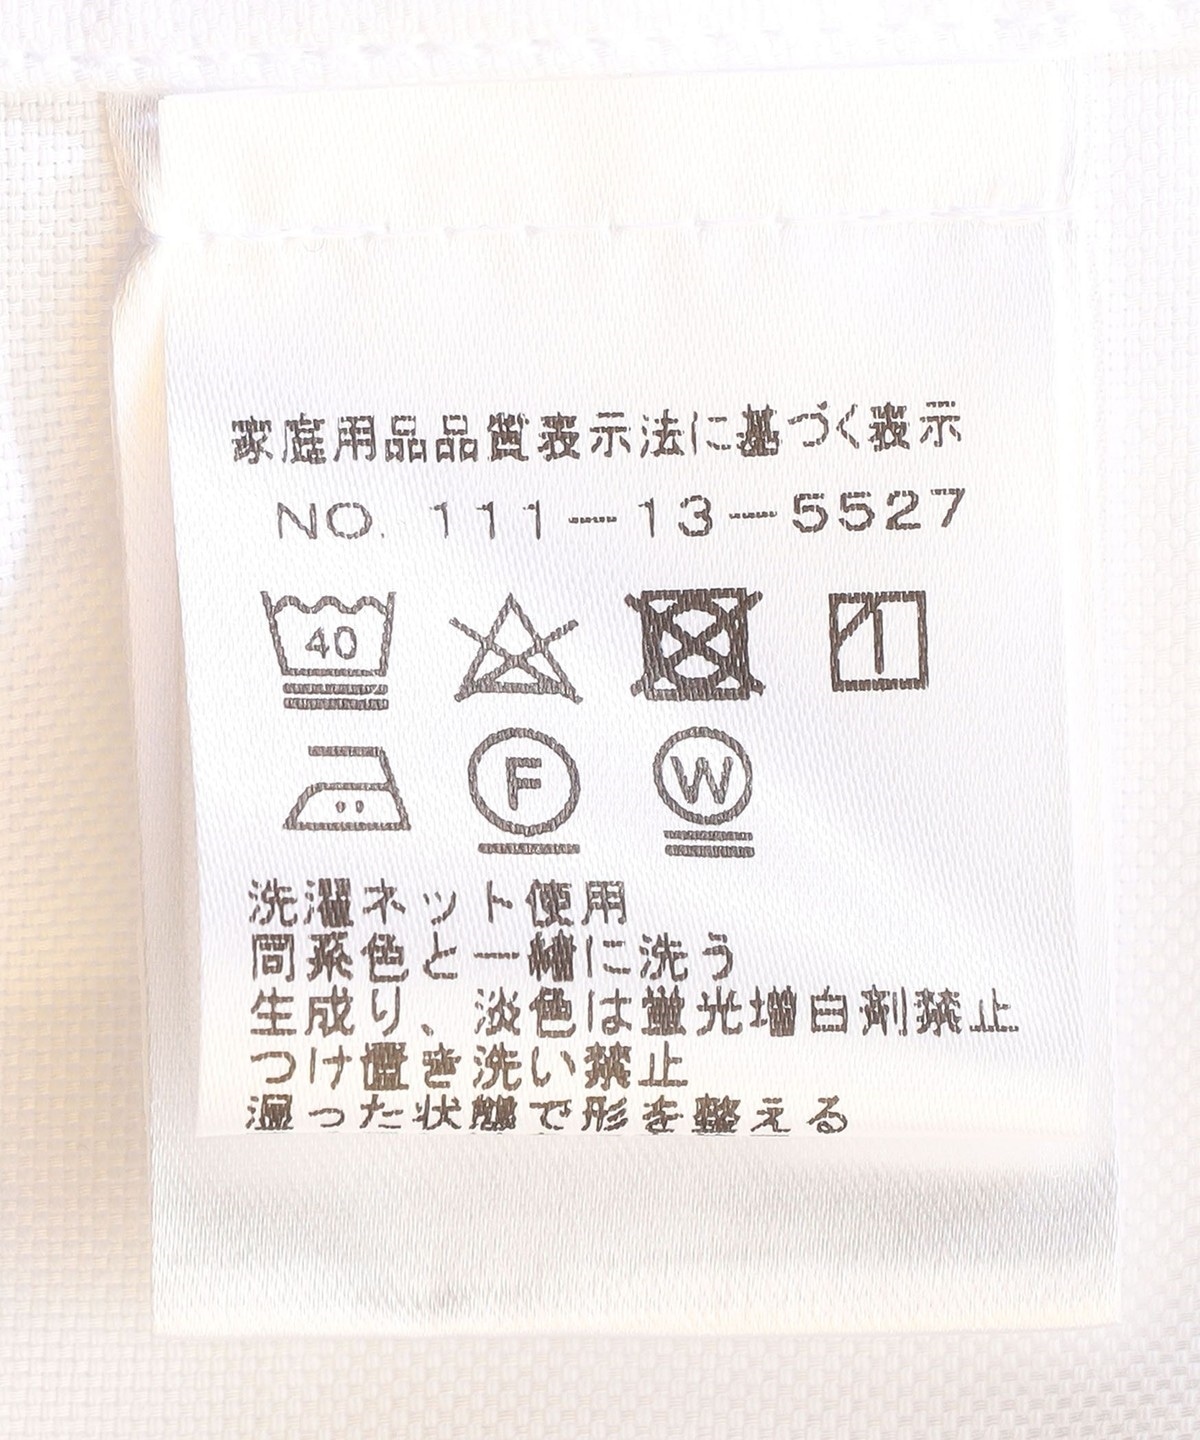 家庭用品品質表示法に基づく表示
NO. 111-13-5527
40
F W
洗濯ネット使用
同系色と一緒に洗う
生成り、淡色は蛍光増白剤禁止
つけ置き洗い禁止
湿った状態で形を整える